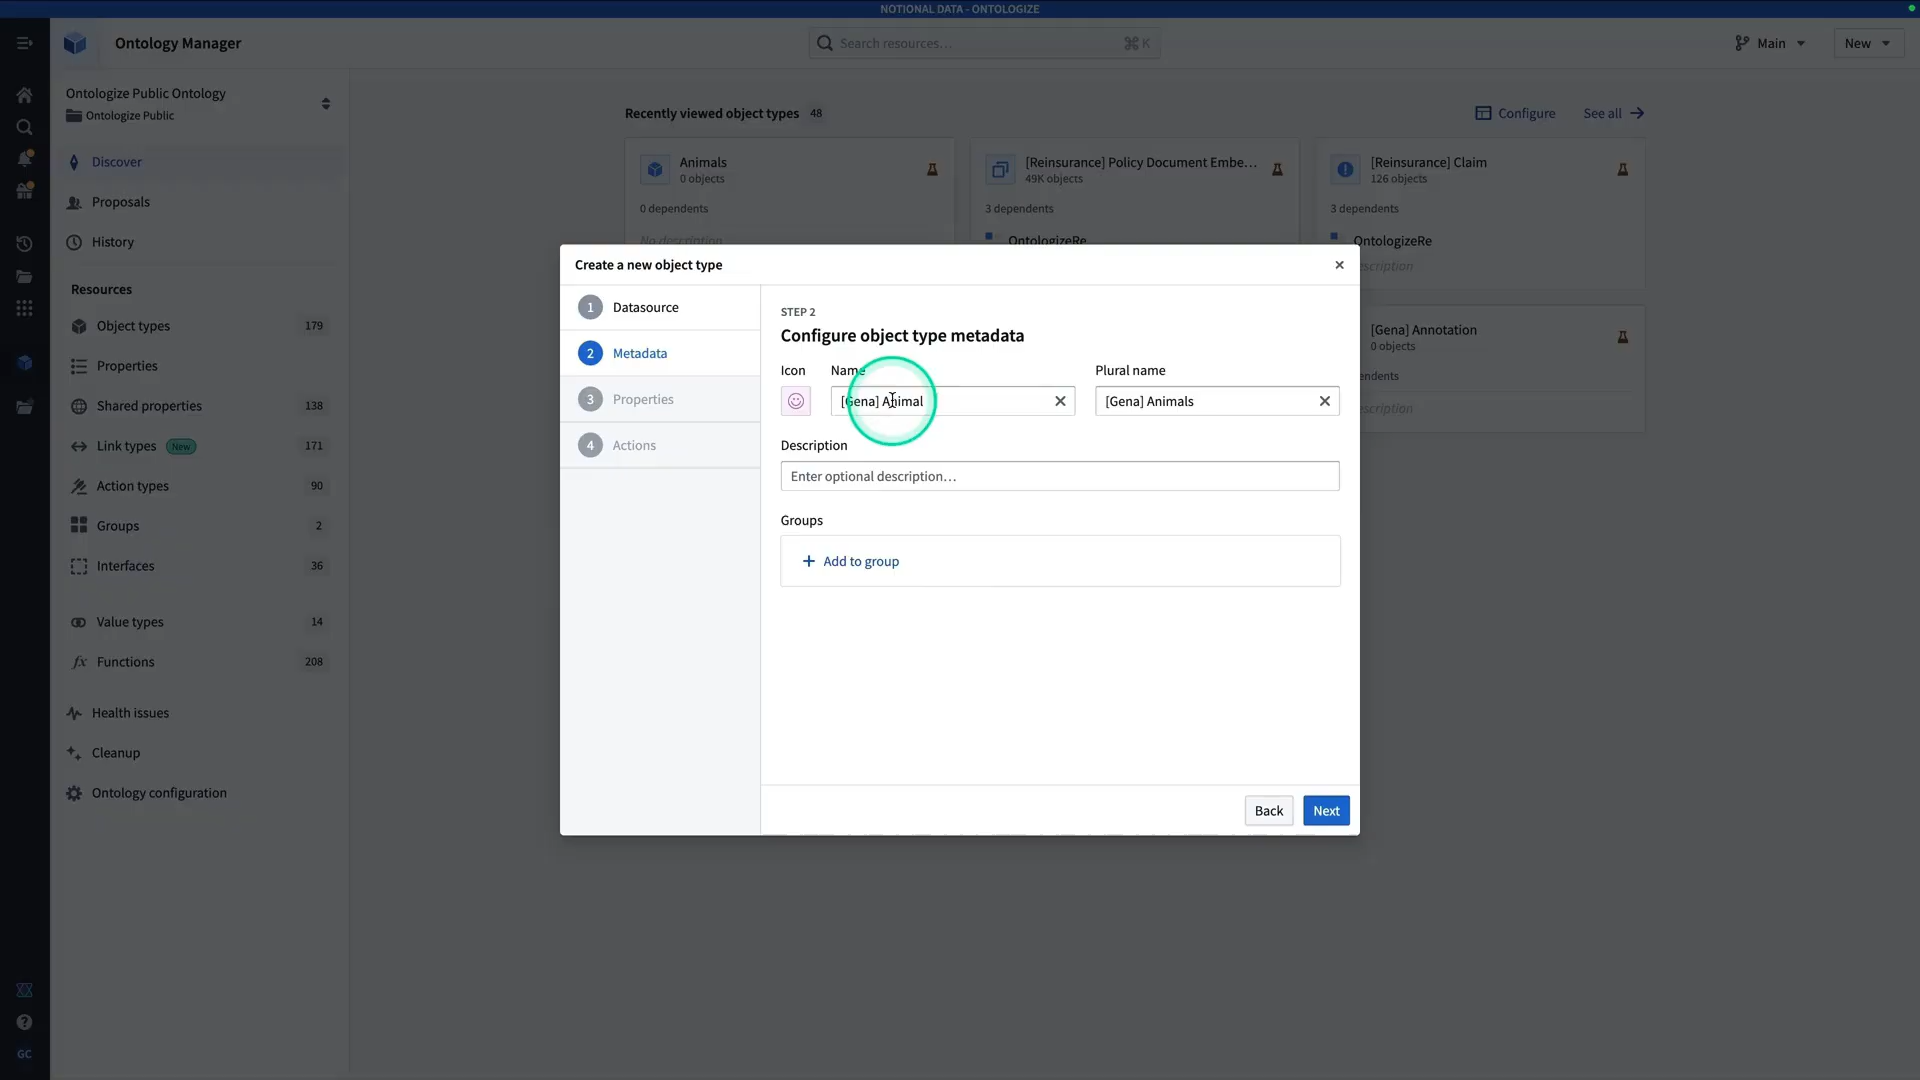 NOTIONAL DATA - ONTOLOGIZE
Ontology Manager
Search resources...
⌘ K
Main
New
Ontologize Public Ontology
Ontologize Public
Discover
Proposals
History
Resources
Object types 179
Properties
Shared properties 138
Link types New 171
Action types 90
Groups 2
Interfaces 36
Value types 14
fx Functions 208
Health issues
Cleanup
Ontology configuration
GC
Recently viewed object types 48
Configure
See all
Animals
0 objects
0 dependents
No description
[Reinsurance] Policy Document Embe...
49K objects
3 dependents
OntologizeRe
[Reinsurance] Claim
126 objects
3 dependents
OntologizeRe
[Gena] Annotation
0 objects
Create a new object type
1 Datasource
2 Metadata
3 Properties
4 Actions
STEP 2
Configure object type metadata
Icon
Name
Plural name
[Gena] Animal
[Gena] Animals
Description
Enter optional description...
Groups
Add to group
Back
Next